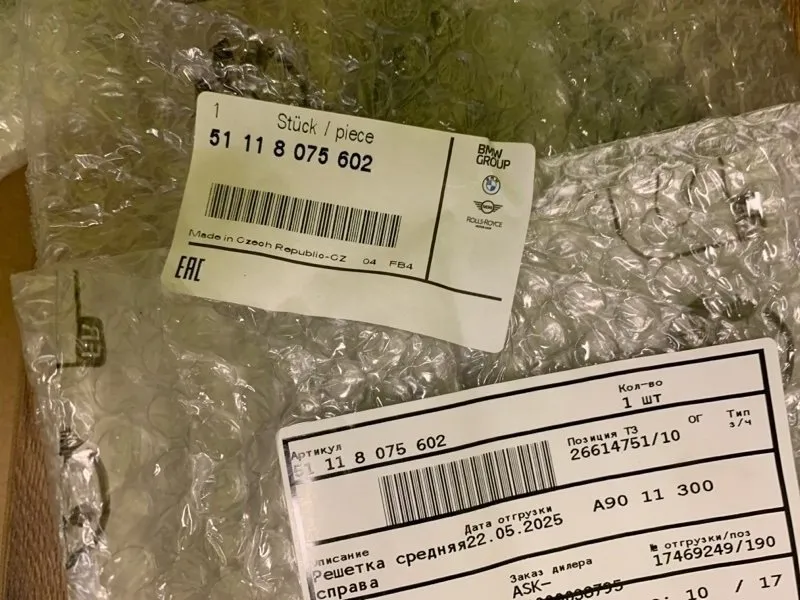 1 Stück / piece
51 11 8 075 602
BMW
GROUP
ROLLS-ROYCE
Made in Czech Republic-CZ 04 FB4
EAC
Кол-во
1 шт
Артикул
51 11 8 075 602
Позиция ТЗ
26614751/10
ОГ
Тип
з/ч
Дата отгрузки
22.05.2025
A90 11 300
Решетка средняя
справа
№ отгрузки/поз
17469249/190
Заказ дилера
ASK-
10 / 17